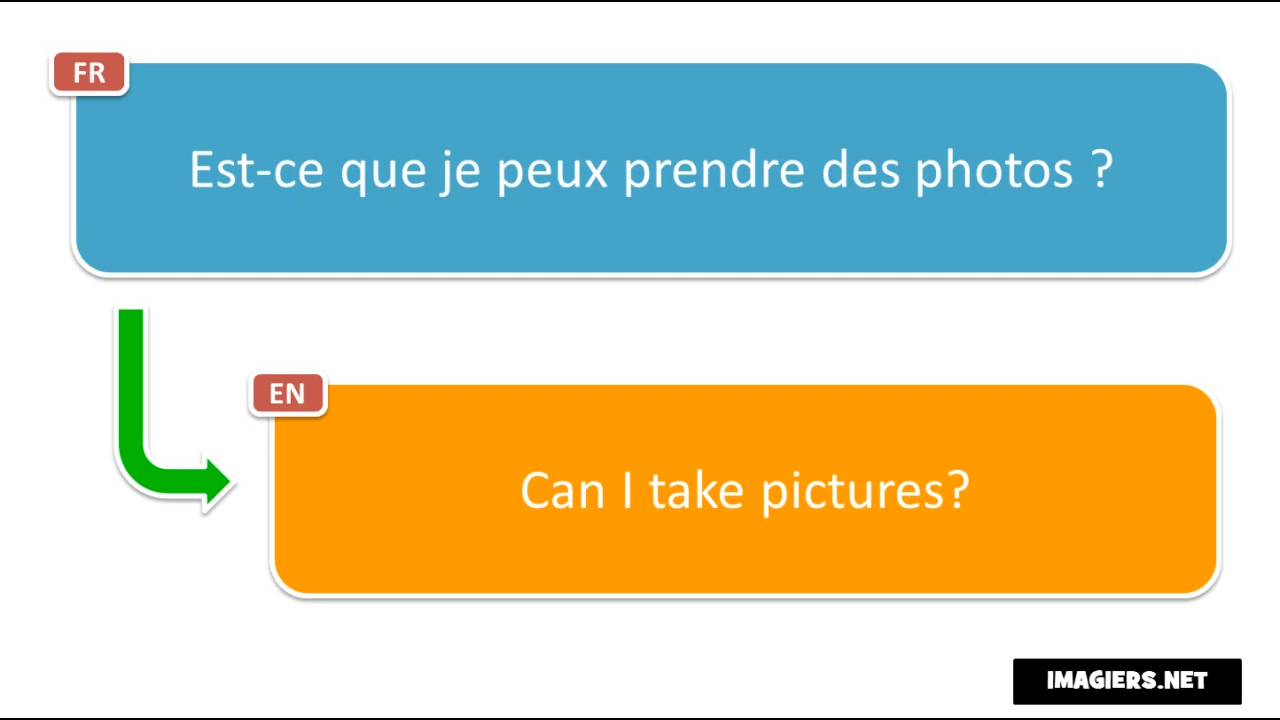 FR
Est-ce que je peux prendre des photos ?
EN
Can I take pictures?
IMAGIERS.NET